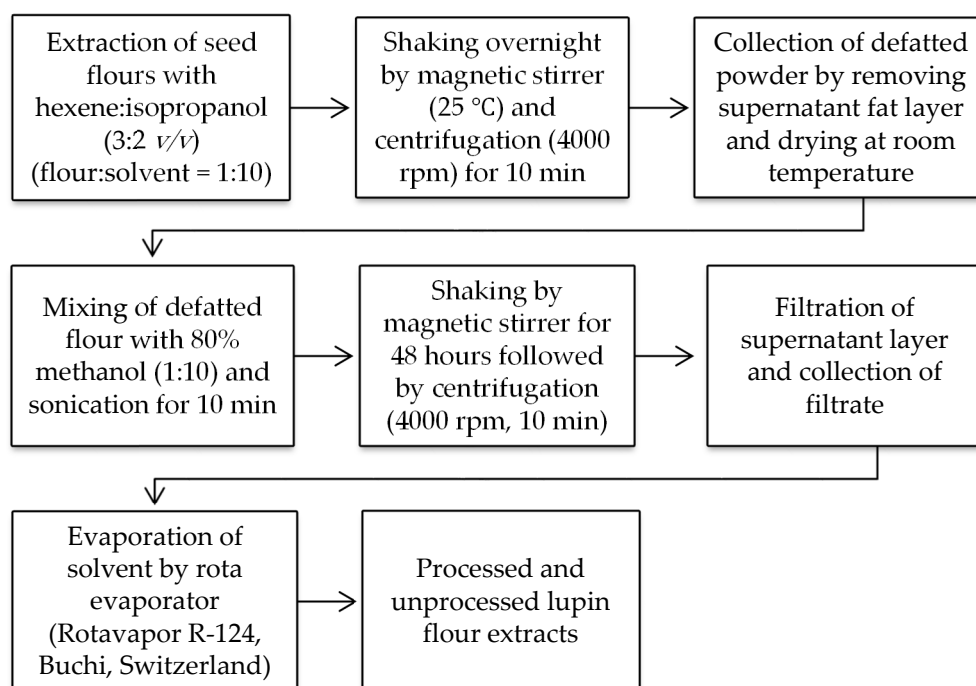 Extraction of seed
flours with
hexene:isopropanol
(3:2 v/v)
(flour:solvent = 1:10)
Shaking overnight
by magnetic stirrer
(25 ℃) and
centrifugation (4000
rpm) for 10 min
Collection of defatted
powder by removing
supernatant fat layer
and drying at room
temperature
Mixing of defatted
flour with 80%
methanol (1:10) and
sonication for 10 min
Shaking by
magnetic stirrer for
48 hours followed
by centrifugation
(4000 rpm, 10 min)
Filtration of
supernatant layer
and collection of
filtrate
Evaporation of
solvent by rota
evaporator
(Rotavapor R-124,
Buchi, Switzerland)
Processed and
unprocessed lupin
flour extracts